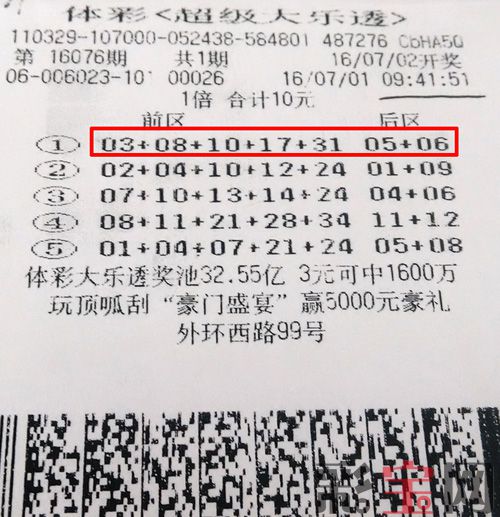 体彩<超级大乐透>
110329-107000-052438-584801 487276 CbHA5Q
第 16076期 共1期 16/07/02开奖
06-006023-101 00026 16/07/01 09:41:51
1倍 合计10元
前区 后区
① 03+08+10+17+31 05+06
② 02+04+10+12+24 01+09
③ 07+10+13+14+24 04+06
④ 08+11+21+28+34 11+12
⑤ 01+04+07+21+24 05+08
体彩大乐透奖池32.55亿 3元可中1600万
玩顶呱刮 “豪门盛宴” 赢5000元豪礼
外环西路99号
彩宝网